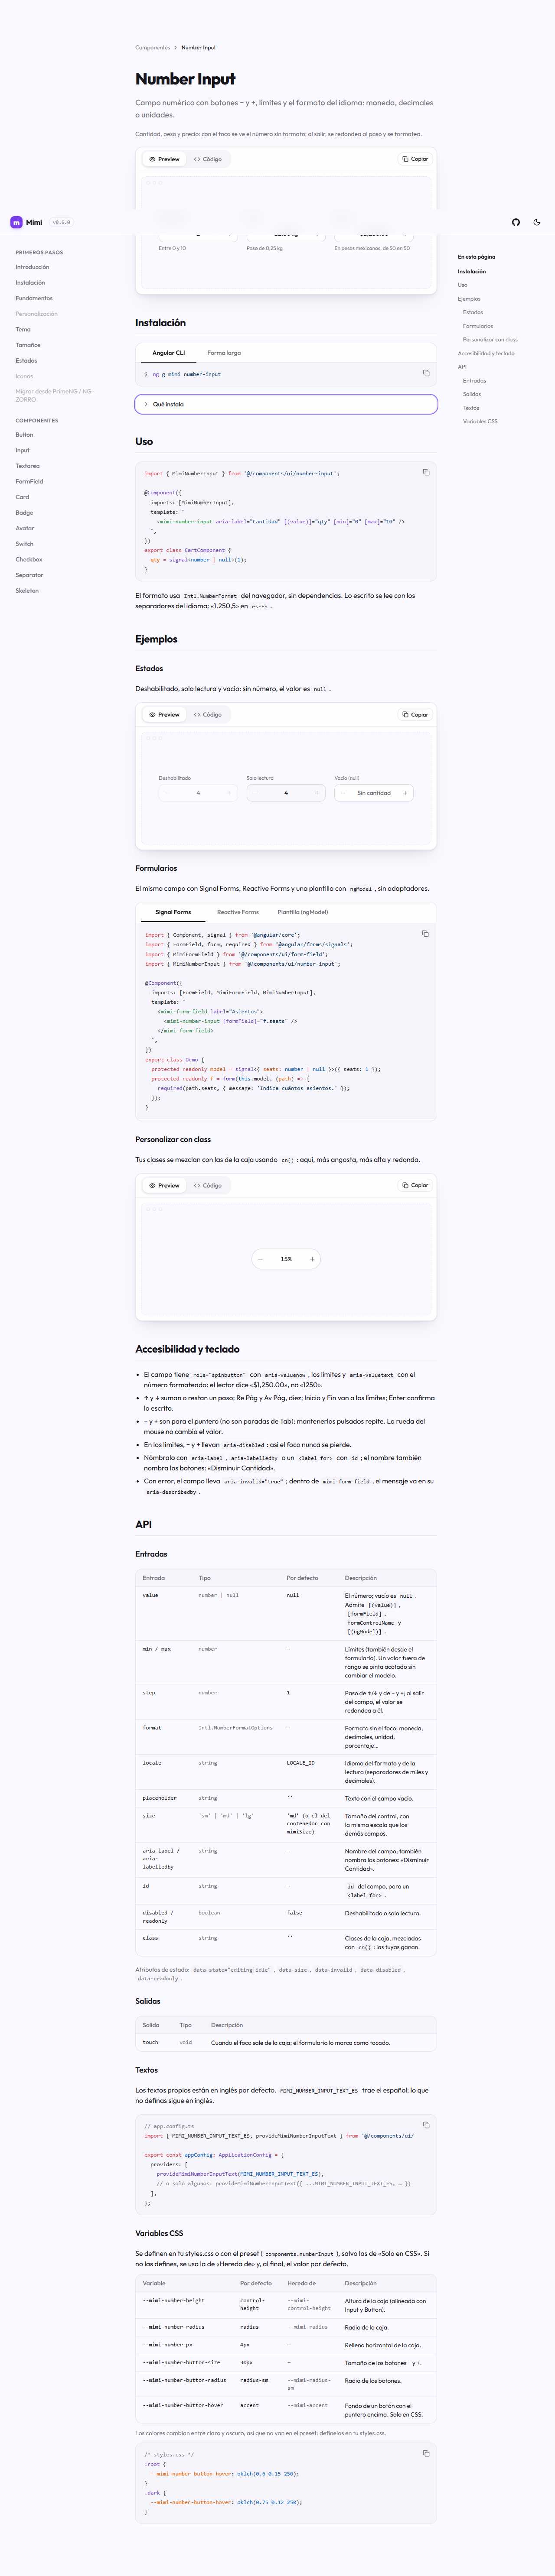 Componentes > Number Input
Number Input
Campo numérico con botones − y +, límites y el formato del idioma: moneda, decimales
o unidades.
Cantidad, peso y precio: con el foco se ve el número sin formato; al salir, se redondea al paso y se formatea.
Preview
Código
Copiar
m Mimi v0.6.0
Entre 0 y 10
Paso de 0,25 kg
En pesos mexicanos, de 50 en 50
PRIMEROS PASOS
Introducción
Instalación
Fundamentos
Personalización
Tema
Tamaños
Estados
Iconos
Migrar desde PrimeNG / NG-
ZORRO
COMPONENTES
Button
Input
Textarea
FormField
Card
Badge
Avatar
Switch
Checkbox
Separator
Skeleton
En esta página
Instalación
Uso
Ejemplos
Estados
Formularios
Personalizar con class
Accesibilidad y teclado
API
Entradas
Salidas
Textos
Variables CSS
Instalación
Angular CLI
Forma larga
$ ng g mimi number-input
> Qué instala
Uso
import { MimiNumberInput } from '@/components/ui/number-input';
@Component({
imports: [MimiNumberInput],
template: `
<mimi-number-input aria-label="Cantidad" [(value)]="qty" [min]="0" [max]="10" />
`,
})
export class CartComponent {
qty = signal<number | null>(1);
}
El formato usa Intl.NumberFormat del navegador, sin dependencias. Lo escrito se lee con los
separadores del idioma: «1.250,5» en es-ES .
Ejemplos
Estados
Deshabilitado, solo lectura y vacío: sin número, el valor es null .
Preview
Código
Copiar
Deshabilitado
Solo lectura
Vacío (null)
− 4 +
− 4 +
− Sin cantidad +
Formularios
El mismo campo con Signal Forms, Reactive Forms y una plantilla con ngModel , sin adaptadores.
Signal Forms
Reactive Forms
Plantilla (ngModel)
import { Component, signal } from '@angular/core';
import { FormField, form, required } from '@angular/forms/signals';
import { MimiFormField } from '@/components/ui/form-field';
import { MimiNumberInput } from '@/components/ui/number-input';
@Component({
imports: [FormField, MimiFormField, MimiNumberInput],
template: `
<mimi-form-field label="Asientos">
<mimi-number-input [formField]="f.seats" />
</mimi-form-field>
`,
})
export class Demo {
protected readonly model = signal<{ seats: number | null }>({ seats: 1 });
protected readonly f = form(this.model, (path) => {
required(path.seats, { message: 'Indica cuántos asientos.' });
});
}
Personalizar con class
Tus clases se mezclan con las de la caja usando cn() : aquí, más angosta, más alta y redonda.
Preview
Código
Copiar
− 15% +
Accesibilidad y teclado
• El campo tiene role="spinbutton" con aria-valuenow , los límites y aria-valuetext con el
número formateado: el lector dice «$1,250.00», no «1250».
• ↑ y ↓ suman o restan un paso; Re Pág y Av Pág, diez; Inicio y Fin van a los límites; Enter confirma
lo escrito.
• − y + son para el puntero (no son paradas de Tab): mantenerlos pulsados repite. La rueda del
mouse no cambia el valor.
• En los límites, − y + llevan aria-disabled : así el foco nunca se pierde.
• Nómbralo con aria-label , aria-labelledby o un <label for> con id ; el nombre también
nombra los botones: «Disminuir Cantidad».
• Con error, el campo lleva aria-invalid="true" ; dentro de mimi-form-field , el mensaje va en su
aria-describedby .
API
Entradas
Entrada Tipo Por defecto Descripción
value number | null null El número; vacío es null .
Admite [(value)] ,
[formField] ,
formControlName y
[(ngModel)] .
min / max number — Límites (también desde el
formulario). Un valor fuera de
rango se pinta acotado sin
cambiar el modelo.
step number 1 Paso de ↑/↓ y de − y +; al salir
del campo, el valor se
redondea a él.
format Intl.NumberFormatOptions — Formato sin el foco: moneda,
decimales, unidad,
porcentaje…
locale string LOCALE_ID Idioma del formato y de la
lectura (separadores de miles y
decimales).
placeholder string '' Texto con el campo vacío.
size 'sm' | 'md' | 'lg' 'md' (o el del Tamaño del control, con
contenedor con la misma escala que los
mimiSize) demás campos.
aria-label / string — Nombre del campo; también
aria- nombra los botones: «Disminuir
labelledby Cantidad».
id string — id del campo, para un
<label for> .
disabled / boolean false Deshabilitado o solo lectura.
readonly
class string '' Clases de la caja, mezcladas
con cn() : las tuyas ganan.
Atributos de estado: data-state="editing|idle" , data-size , data-invalid , data-disabled ,
data-readonly .
Salidas
Salida Tipo Descripción
touch void Cuando el foco sale de la caja; el formulario lo marca como tocado.
Textos
Los textos propios están en inglés por defecto. MIMI_NUMBER_INPUT_TEXT_ES trae el español; lo que
no definas sigue en inglés.
// app.config.ts
import { MIMI_NUMBER_INPUT_TEXT_ES, provideMimiNumberInputText } from '@/components/ui/
export const appConfig: ApplicationConfig = {
providers: [
provideMimiNumberInputText(MIMI_NUMBER_INPUT_TEXT_ES),
// o solo algunos: provideMimiNumberInputText({ ...MIMI_NUMBER_INPUT_TEXT_ES, … })
],
};
Variables CSS
Se definen en tu styles.css o con el preset ( components.numberInput ), salvo las de «Solo en CSS». Si
no las defines, se usa la de «Hereda de» y, al final, el valor por defecto.
Variable Por defecto Hereda de Descripción
--mimi-number-height control- --mimi- Altura de la caja (alineada con
height control-height Input y Button).
--mimi-number-radius radius --mimi-radius Radio de la caja.
--mimi-number-px 4px — Relleno horizontal de la caja.
--mimi-number-button-size 30px — Tamaño de los botones − y +.
--mimi-number-button-radius radius-sm --mimi-radius- Radio de los botones.
sm
--mimi-number-button-hover accent --mimi-accent Fondo de un botón con el
puntero encima. Solo en CSS.
Los colores cambian entre claro y oscuro, así que no van en el preset: defínelos en tu styles.css.
/* styles.css */
:root {
--mimi-number-button-hover: oklch(0.6 0.15 250);
}
.dark {
--mimi-number-button-hover: oklch(0.75 0.12 250);
}